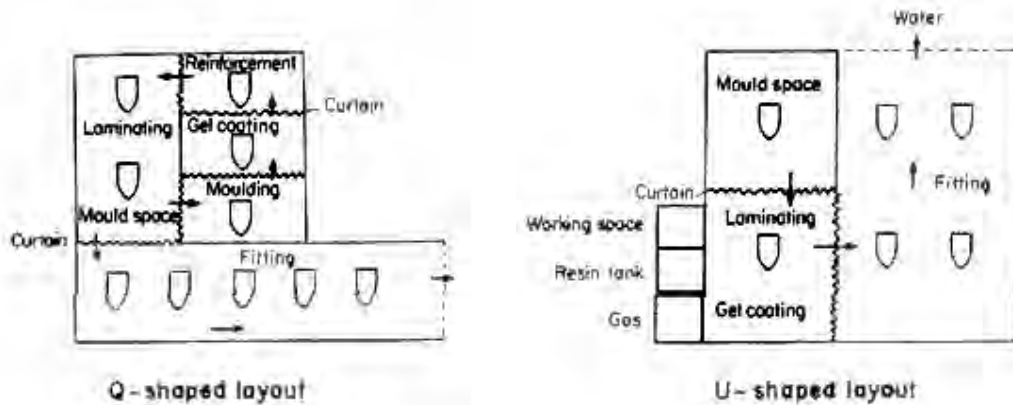 Reinforcement
Curtain
Laminating
Gel coating
Moulding
Mould space
Curtain
Fitting
Q-shaped layout
Water
Mould space
Curtain
Working space
Laminating
Fitting
Resin tank
Gas
Gel coating
U-shaped layout